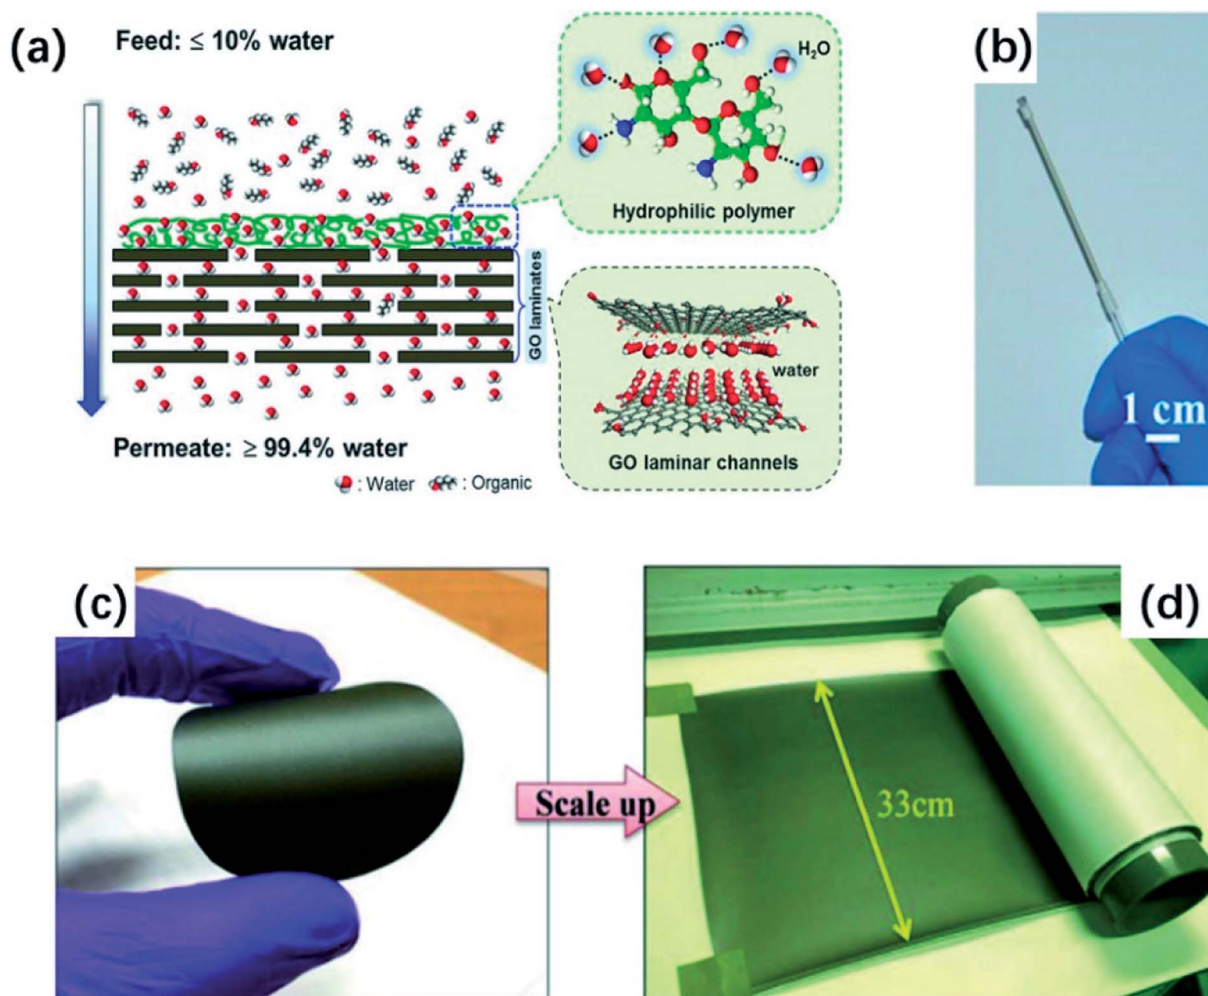 (a)
Feed: ≤ 10% water
H₂O
Hydrophilic polymer
GO laminates
water
GO laminar channels
Permeate: ≥ 99.4% water
: Water
: Organic
(b)
1 cm
(c)
Scale up
(d)
33cm